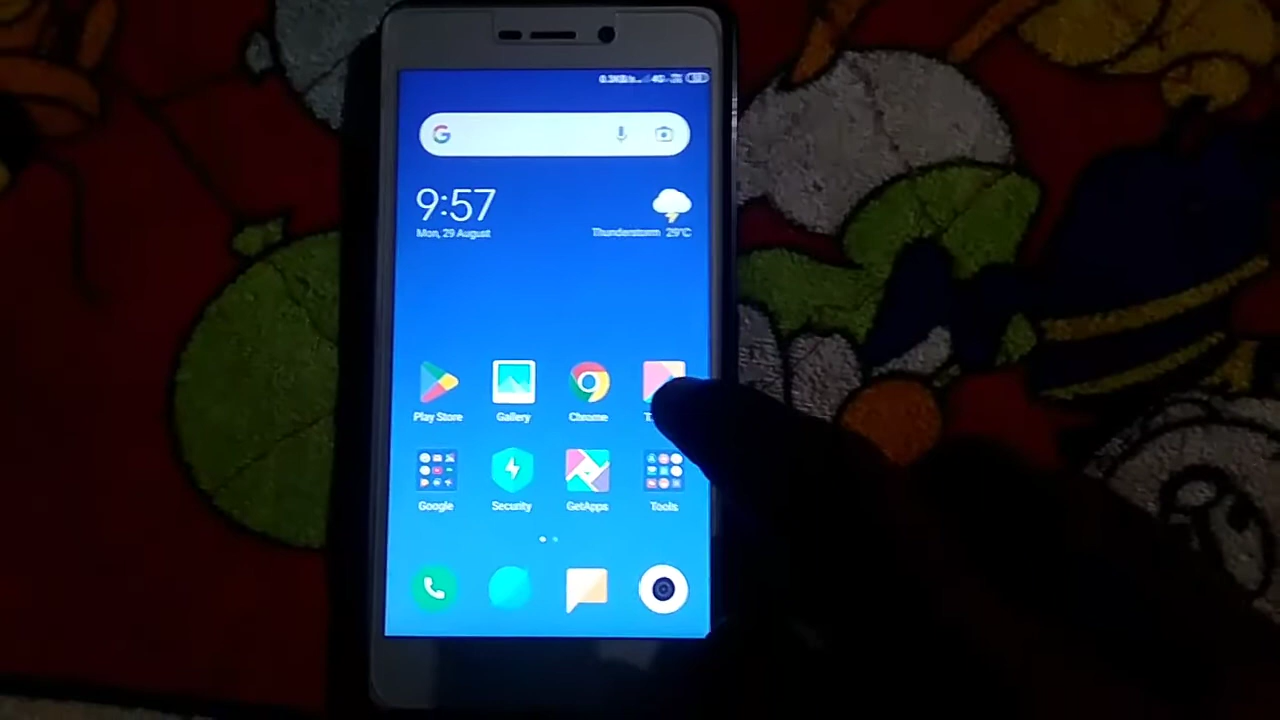 9:57
Mon, 29 August
Thunderstorm 29°C
Play Store
Gallery
Chrome
Google
Security
GetApps
Tools